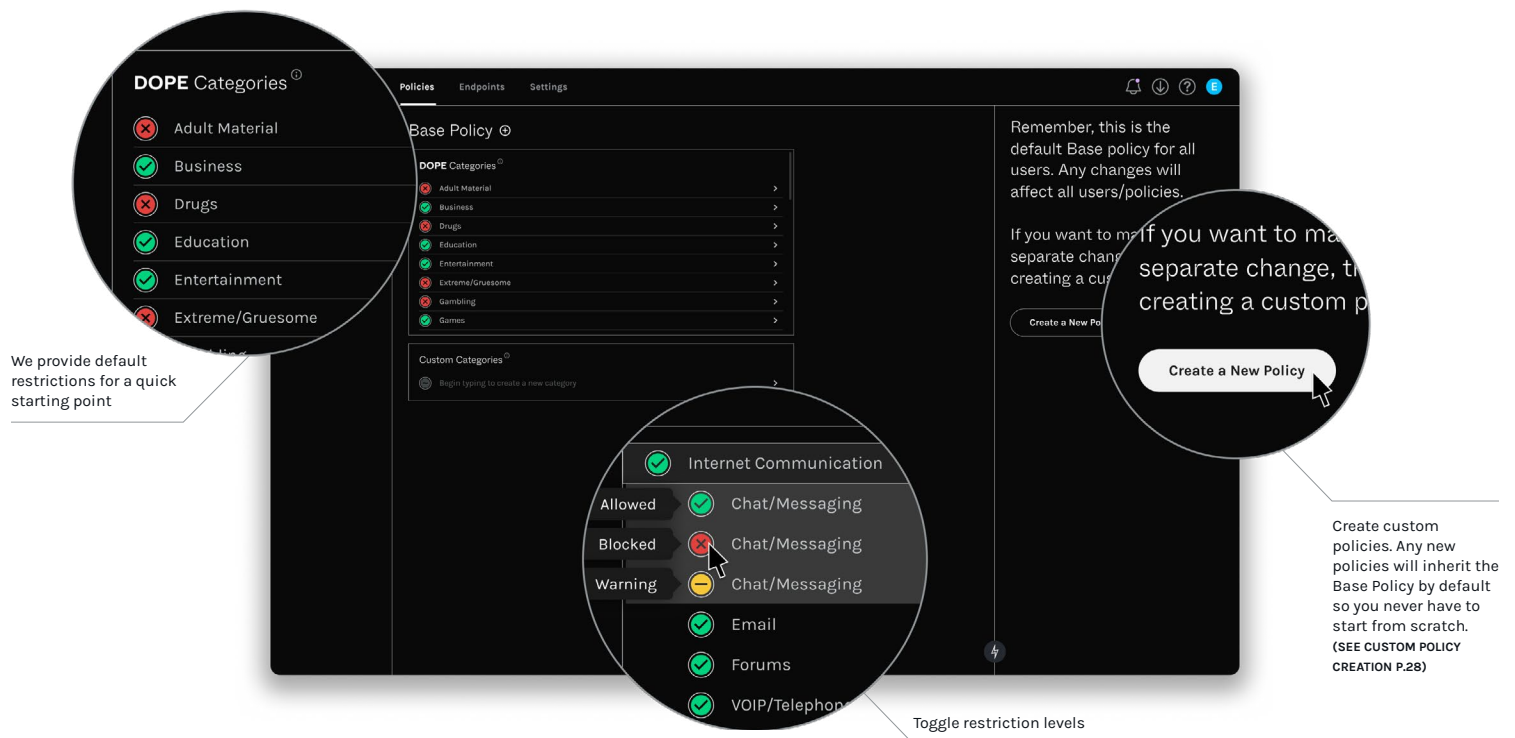 DOPE Categories
Adult Material
Business
Drugs
Education
Entertainment
Extreme/Gruesome
We provide default
restrictions for a quick
starting point
Policies Endpoints Settings
E
Base Policy
DOPE Categories
Adult Material
Business
Drugs
Education
Entertainment
Extreme/Gruesome
Gambling
Games
Custom Categories
Begin typing to create a new category
Remember, this is the
default Base policy for all
users. Any changes will
affect all users/policies.
If you want to
separate
creating a
Create a New
If you want to
separate change,
creating a custom
Create a New Policy
Internet Communication
Allowed Chat/Messaging
Blocked Chat/Messaging
Warning Chat/Messaging
Email
Forums
Toggle restriction levels
Create custom
policies. Any new
policies will inherit the
Base Policy by default
so you never have to
start from scratch.
(SEE CUSTOM POLICY
CREATION P.28)